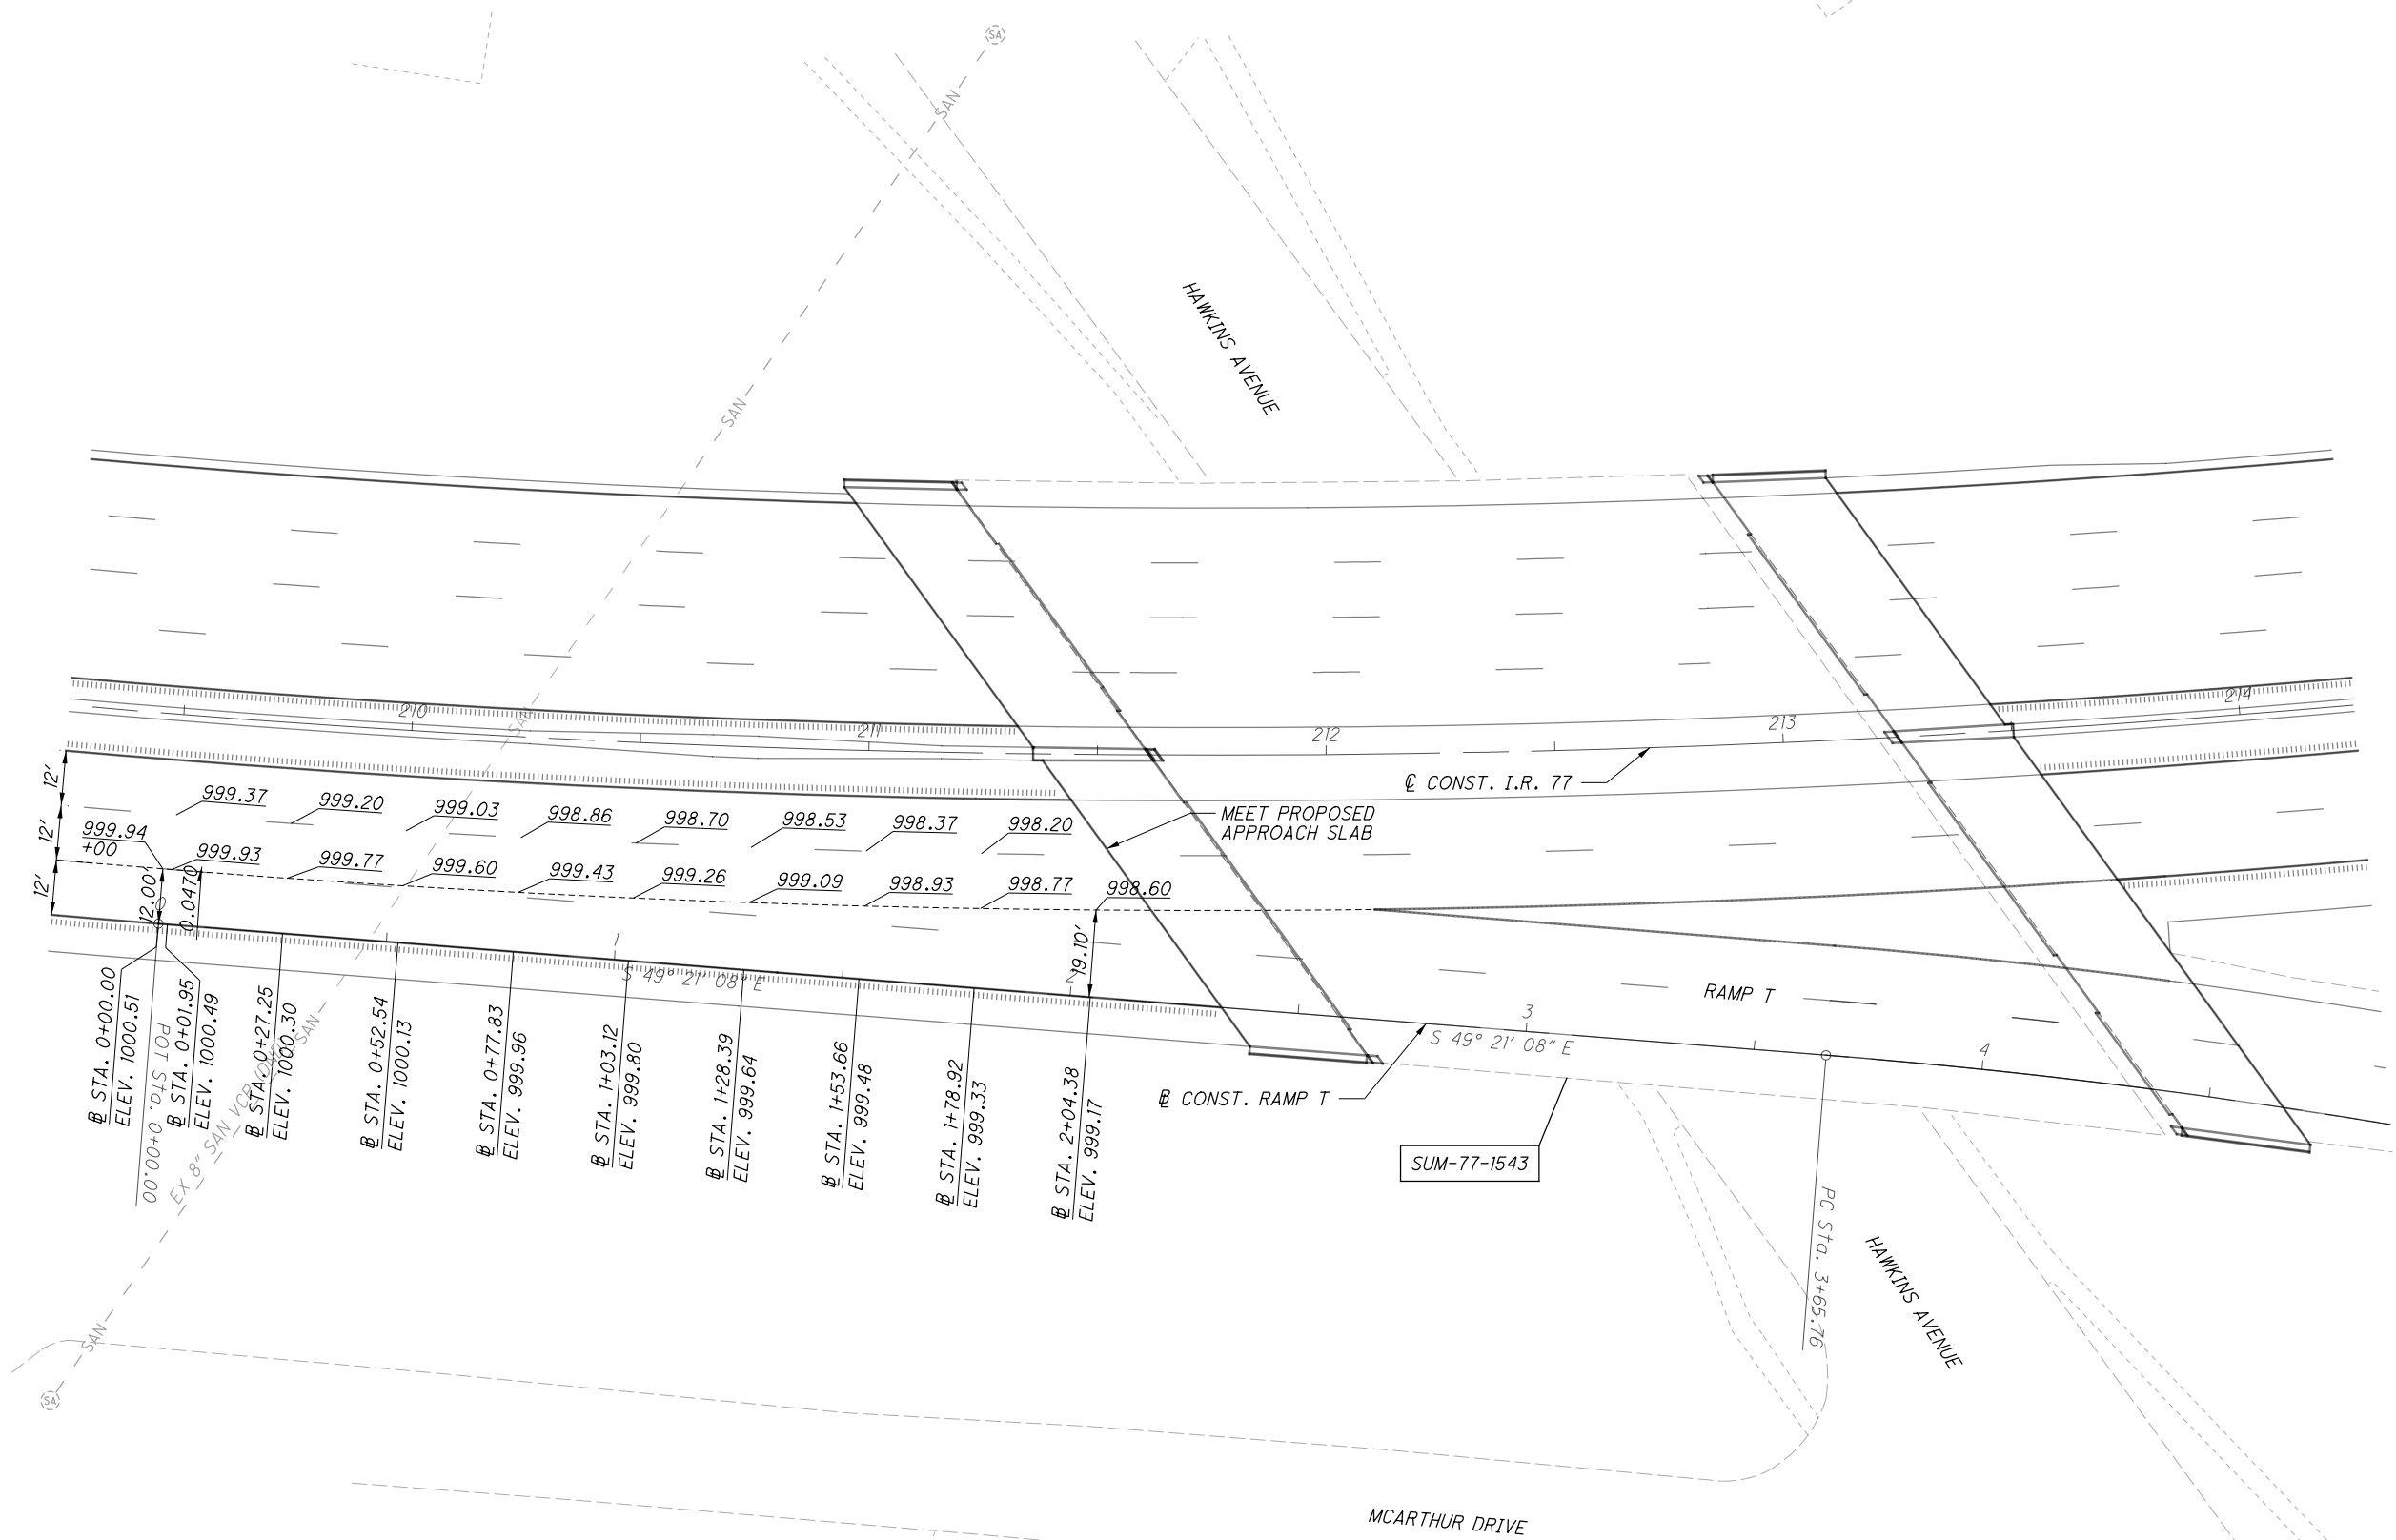 SA
SAN
HAWKINS AVENUE
SAN
SAN
210
211
212
213
214
℄ CONST. I.R. 77
12'
12'
12'
999.37
999.20
999.03
998.86
998.70
998.53
998.37
998.20
MEET PROPOSED
APPROACH SLAB
999.94
+00
999.93
999.77
999.60
999.43
999.26
999.09
998.93
998.77
998.60
12.00'
0.0470
19.10'
0
1
2
3
4
S 49° 21' 08" E
S 49° 21' 08" E
RAMP T
B STA. 0+00.00
ELEV. 1000.51
POT Sta. 0+00.00
B STA. 0+01.95
ELEV. 1000.49
B STA. 0+27.25
ELEV. 1000.30
B STA. 0+52.54
ELEV. 1000.13
B STA. 0+77.83
ELEV. 999.96
B STA. 1+03.12
ELEV. 999.80
B STA. 1+28.39
ELEV. 999.64
B STA. 1+53.66
ELEV. 999.48
B STA. 1+78.92
ELEV. 999.33
B STA. 2+04.38
ELEV. 999.17
B CONST. RAMP T
SUM-77-1543
PC Sta. 3+65.76
EX 8" SAN VCP
SAN
HAWKINS AVENUE
SAN
SA
MCARTHUR DRIVE